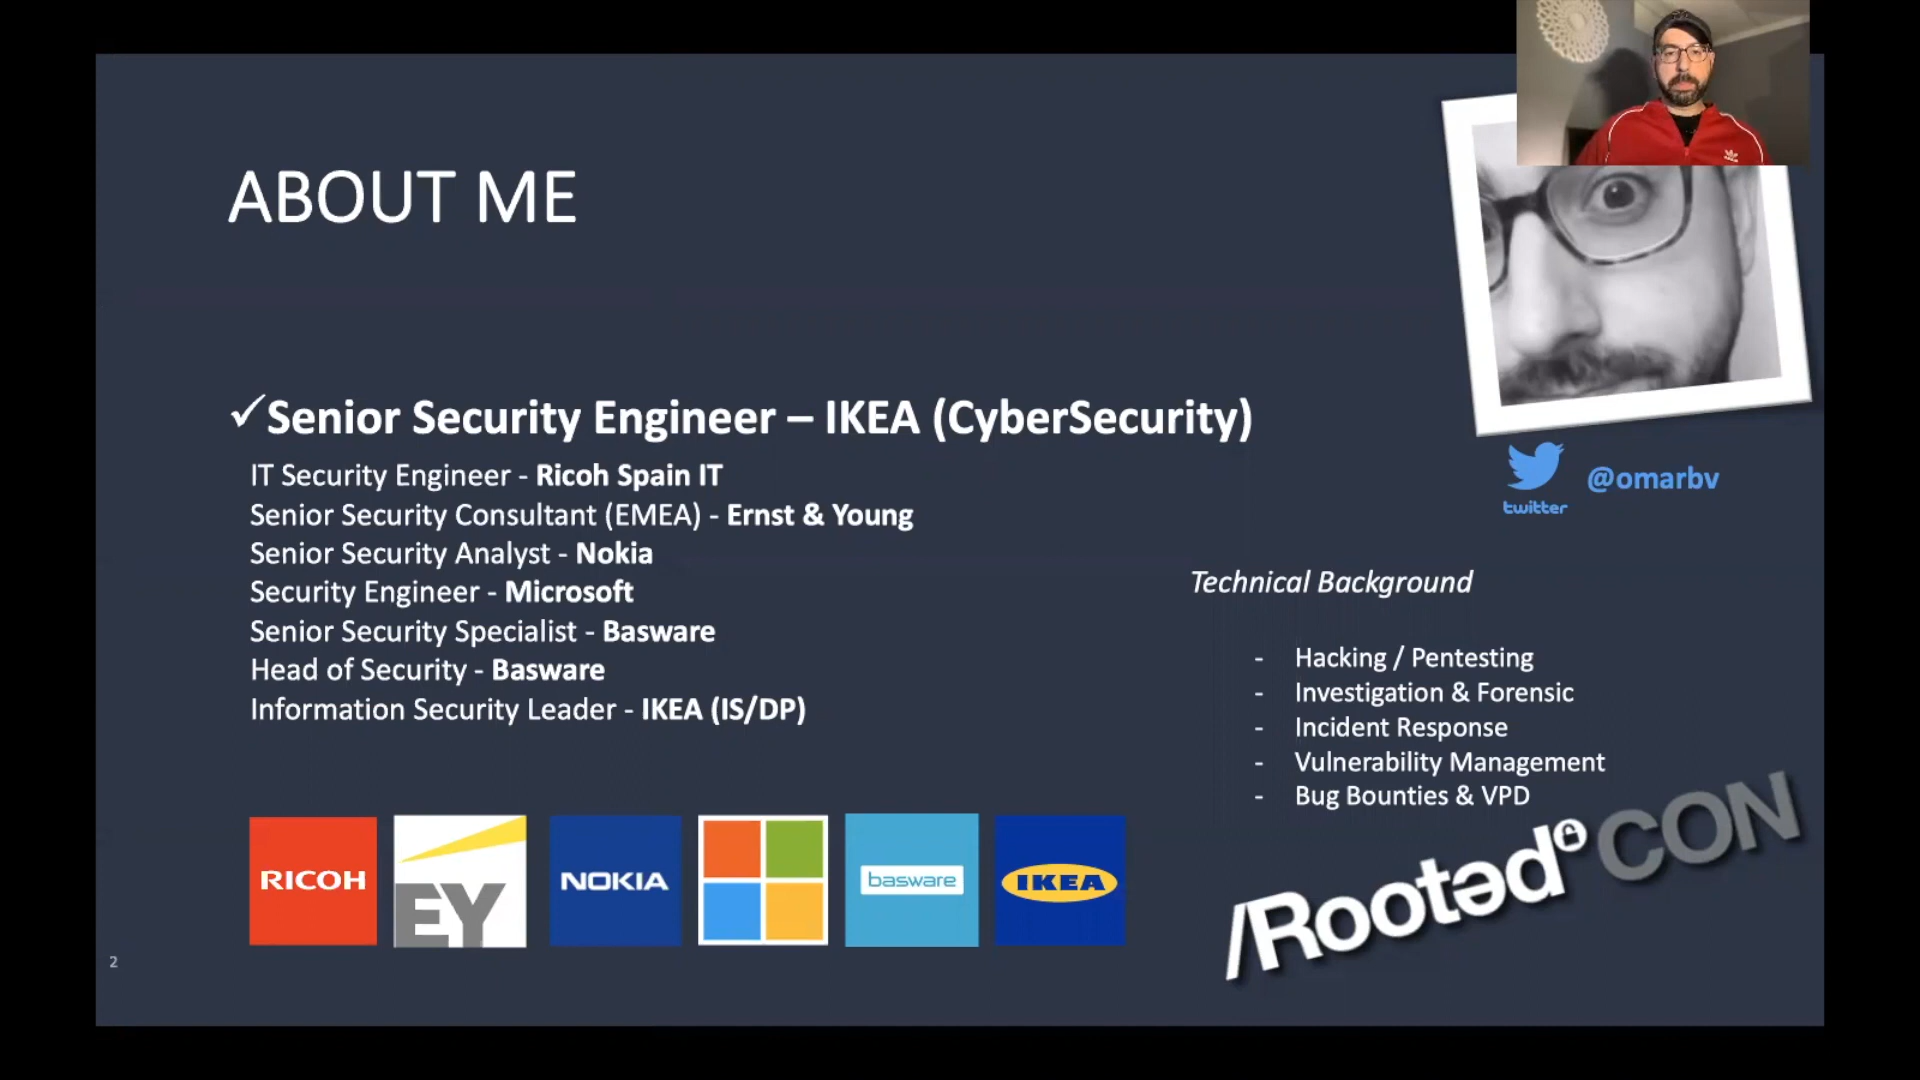 ABOUT ME
✓Senior Security Engineer – IKEA (CyberSecurity)
IT Security Engineer - Ricoh Spain IT
Senior Security Consultant (EMEA) - Ernst & Young
Senior Security Analyst - Nokia
Security Engineer - Microsoft
Senior Security Specialist - Basware
Head of Security - Basware
Information Security Leader - IKEA (IS/DP)
twitter
@omarbv
Technical Background
- Hacking / Pentesting
- Investigation & Forensic
- Incident Response
- Vulnerability Management
- Bug Bounties & VPD
RICOH
EY
NOKIA
basware
IKEA
/Rootəd CON
2